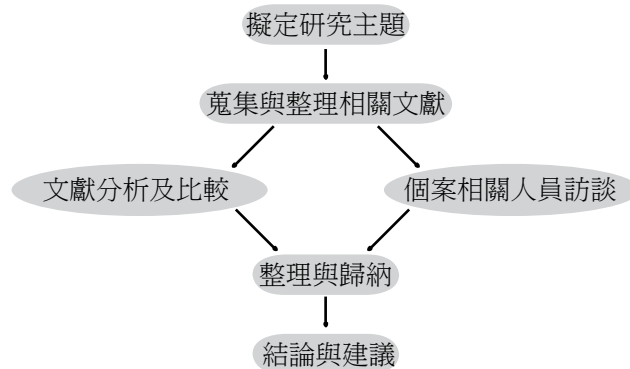 擬定研究主題
蒐集與整理相關文獻
文獻分析及比較
個案相關人員訪談
整理與歸納
結論與建議